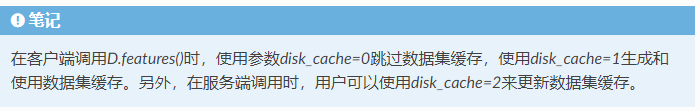 笔记
在客户端调用D.features()时，使用参数disk_cache=0跳过数据集缓存，使用disk_cache=1生成和
使用数据集缓存。另外，在服务端调用时，用户可以使用disk_cache=2来更新数据集缓存。